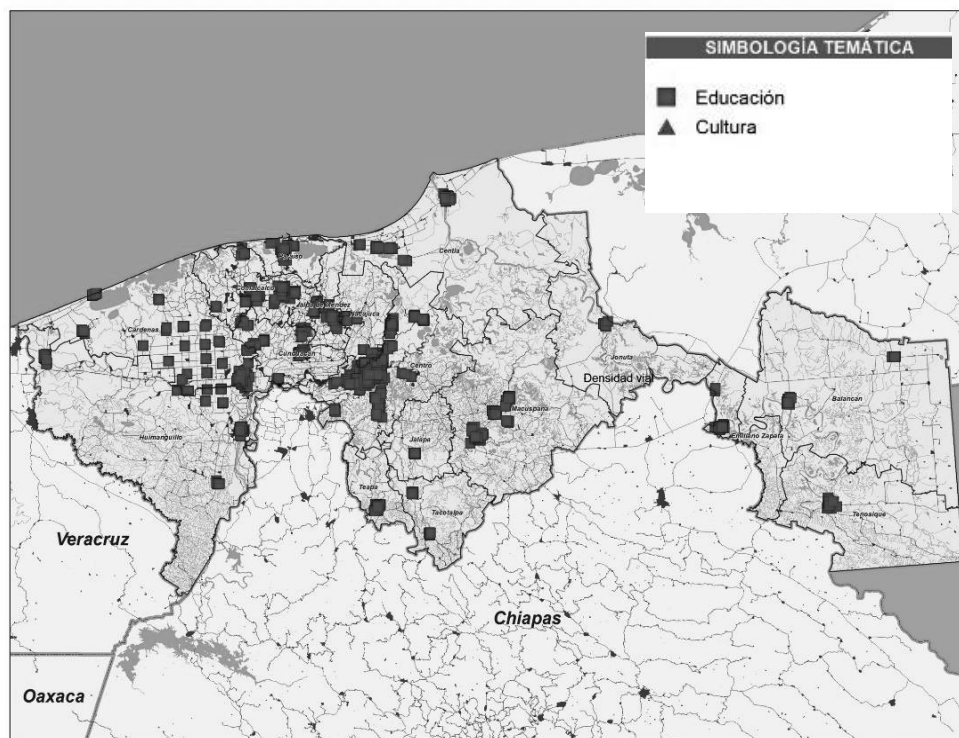 SIMBOLOGÍA TEMÁTICA
Educación
Cultura
Centla
Paraíso
Comalcalco
Jalpa de Méndez
Nacajuca
Cárdenas
Cunduacán
Centro
Jonuta
Densidad vial
Balancán
Macuspana
Huimanguillo
Jalapa
Emiliano Zapata
Teapa
Tacotalpa
Tenosique
Veracruz
Chiapas
Oaxaca